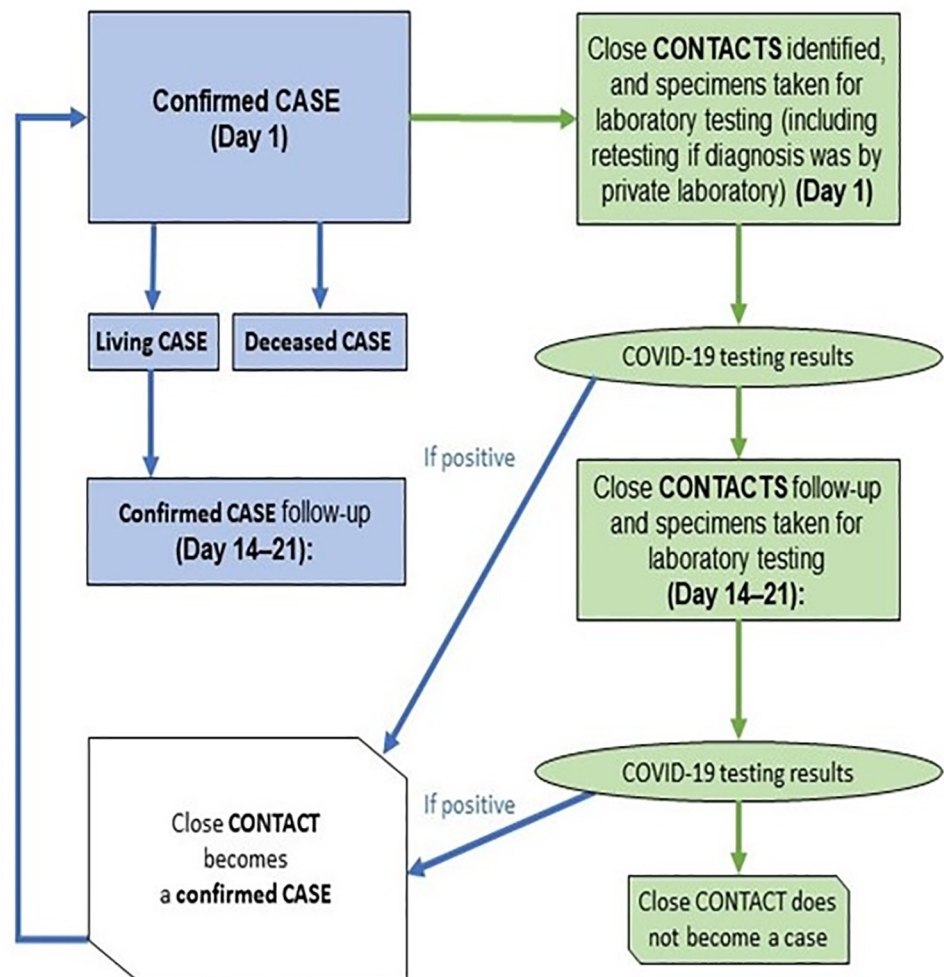 Confirmed CASE
(Day 1)
Close CONTACTS identified,
and specimens taken for
laboratory testing (including
retesting if diagnosis was by
private laboratory) (Day 1)
Living CASE
Deceased CASE
COVID-19 testing results
If positive
Confirmed CASE follow-up
(Day 14–21):
Close CONTACTS follow-up
and specimens taken for
laboratory testing
(Day 14–21):
COVID-19 testing results
If positive
Close CONTACT
becomes
a confirmed CASE
Close CONTACT does
not become a case